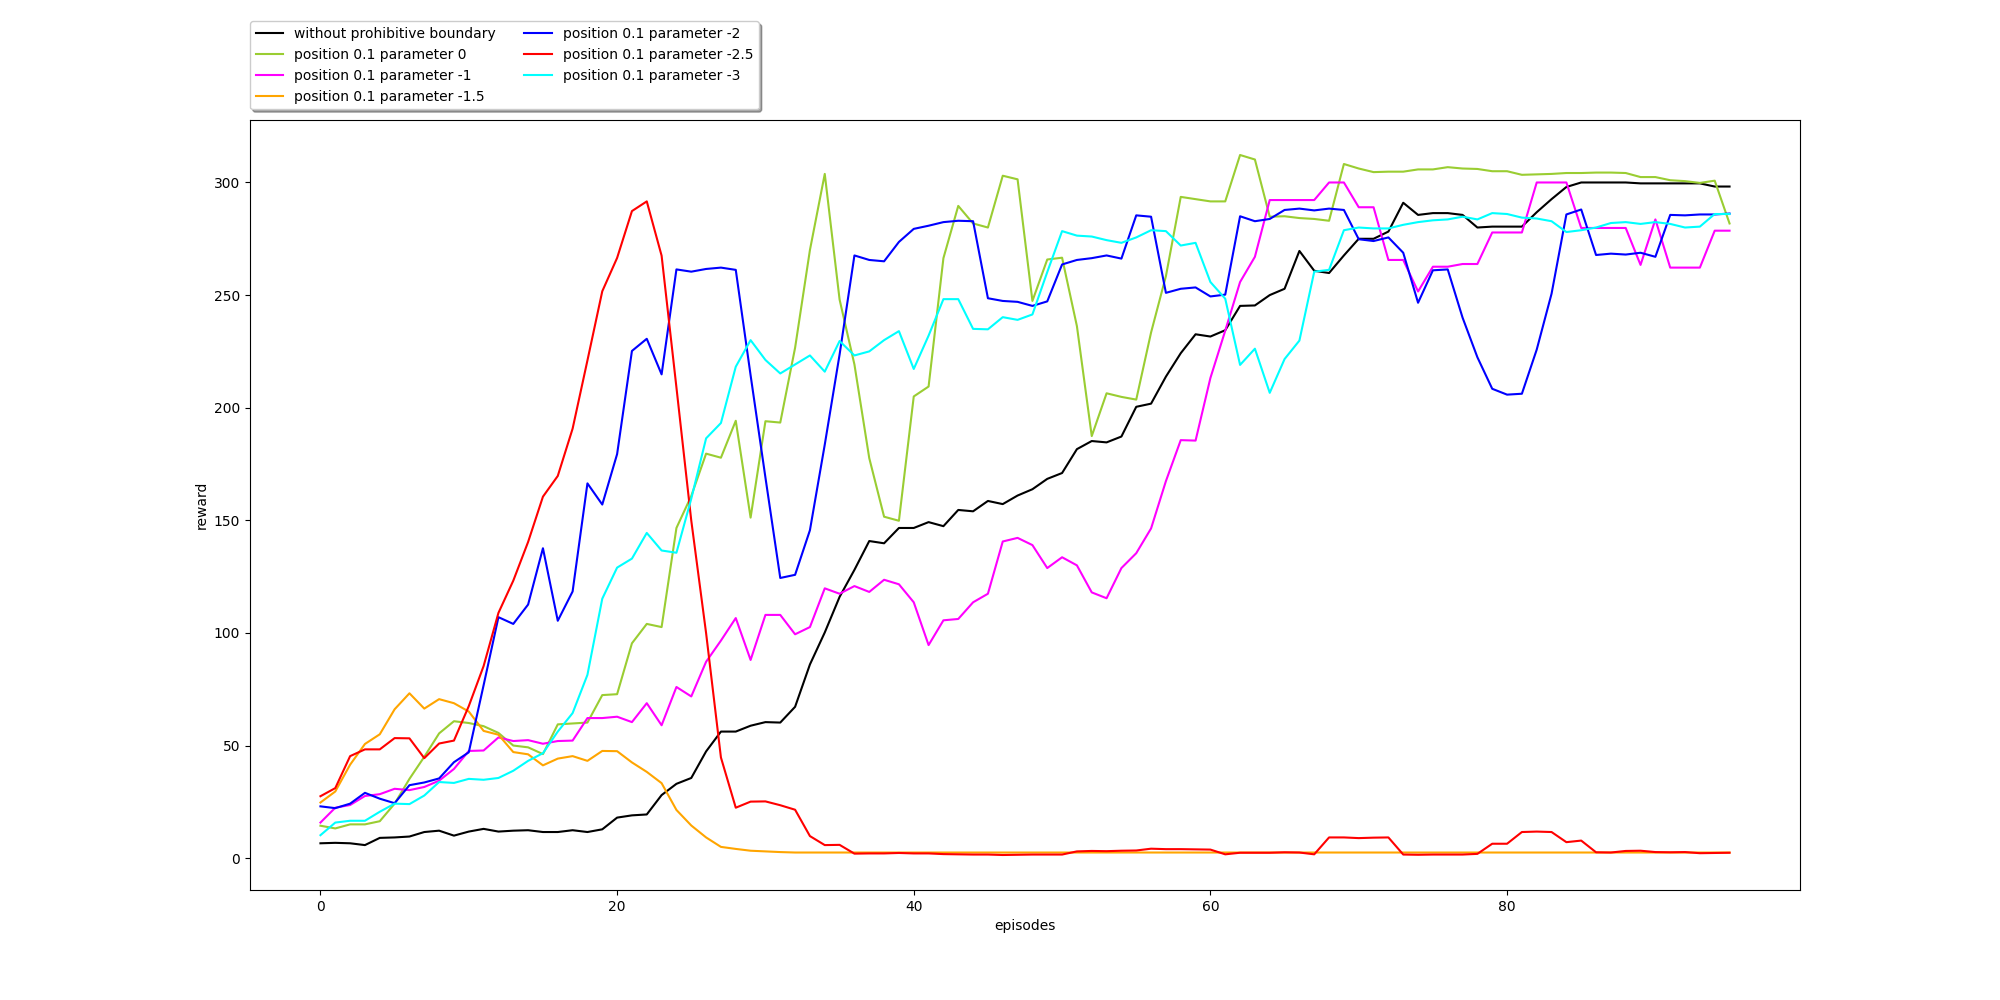 without prohibitive boundary
position 0.1 parameter 0
position 0.1 parameter -1
position 0.1 parameter -1.5
position 0.1 parameter -2
position 0.1 parameter -2.5
position 0.1 parameter -3
300
250
200
150
100
50
0
reward
0 20 40 60 80
episodes